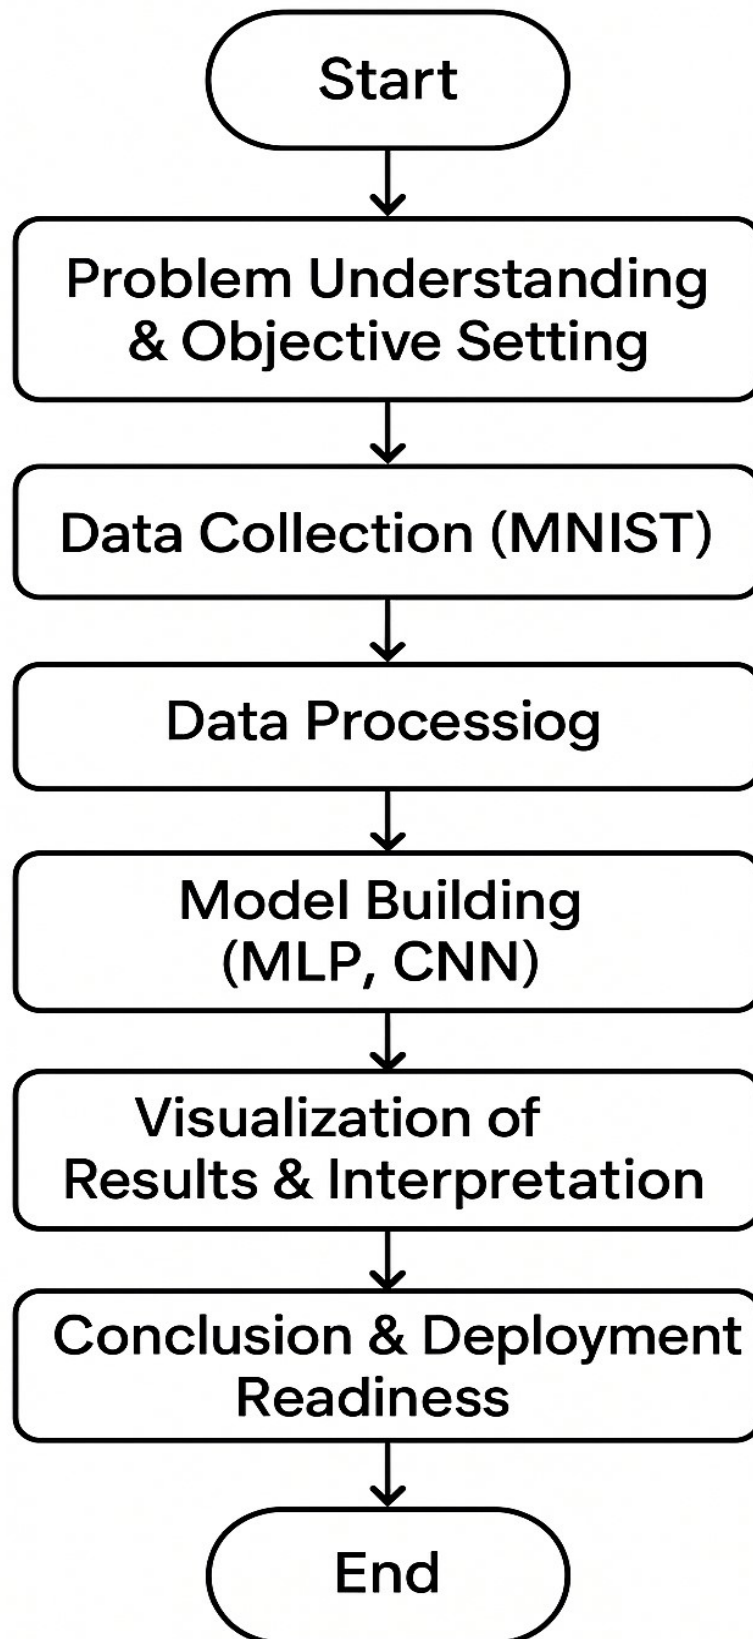 Start
Problem Understanding
& Objective Setting
Data Collection (MNIST)
Data Processiog
Model Building
(MLP, CNN)
Visualization of
Results & Interpretation
Conclusion & Deployment
Readiness
End